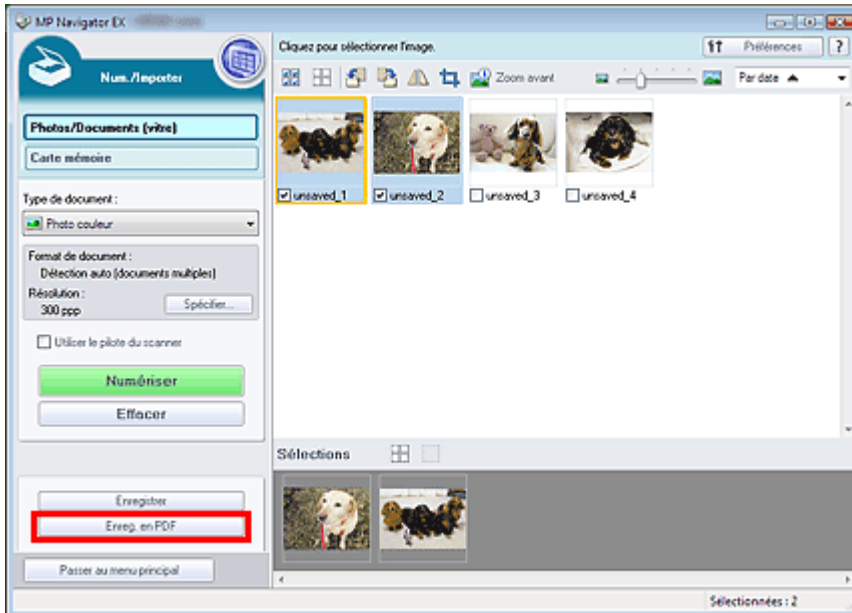 MP Navigator EX
Num./Importer
Photos/Documents (vitre)
Carte mémoire
Type de document :
Photo couleur
Format de document :
Détection auto (documents multiples)
Résolution :
300 ppp
Spécifier...
Utiliser le pilote du scanner
Numériser
Effacer
Enregistrer
Enreg. en PDF
Passer au menu principal
Cliquez pour sélectionner l'image.
Préférences
?
Zoom avant
Par date
unsaved_1
unsaved_2
unsaved_3
unsaved_4
Sélections
Sélectionnées : 2